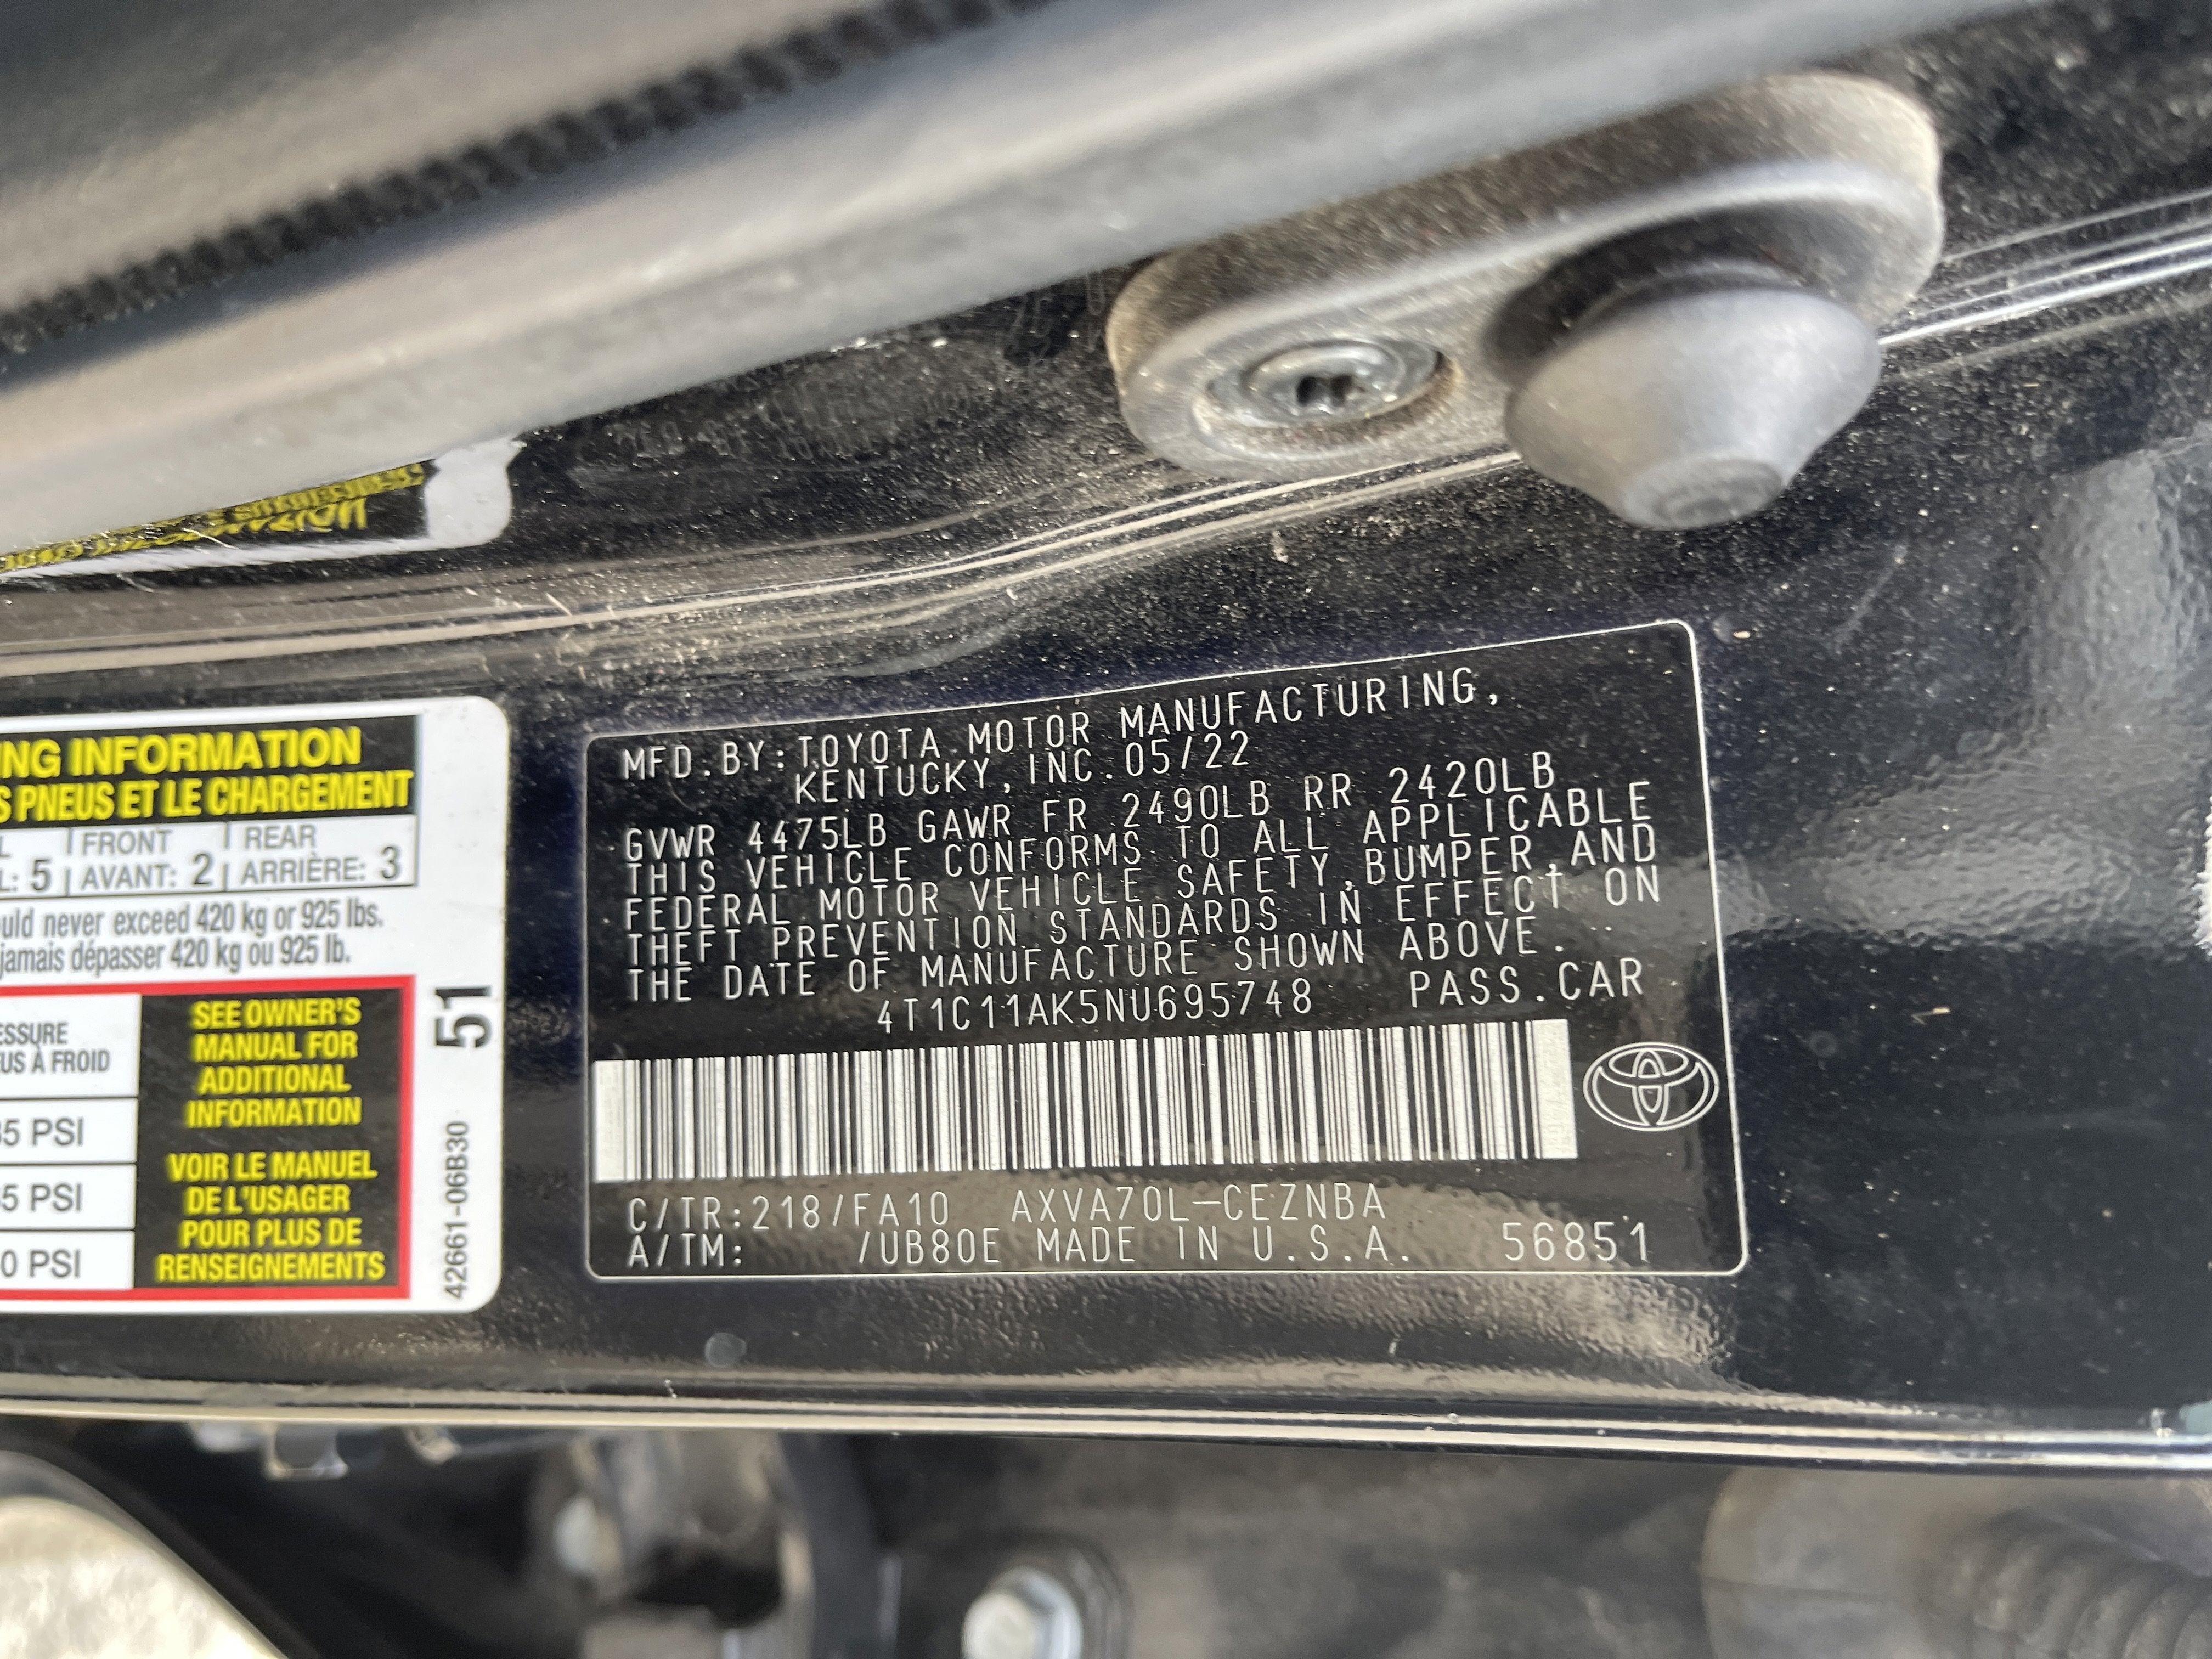 NG INFORMATION
S PNEUS ET LE CHARGEMENT
L | FRONT | REAR
L: 5 | AVANT: 2 | ARRIÈRE: 3
uld never exceed 420 kg or 925 lbs.
jamais dépasser 420 kg ou 925 lb.
ESSURE
US À FROID
35 PSI
5 PSI
0 PSI
SEE OWNER'S
MANUAL FOR
ADDITIONAL
INFORMATION
VOIR LE MANUEL
DE L'USAGER
POUR PLUS DE
RENSEIGNEMENTS
51
42661-06B30
MFD.BY:TOYOTA MOTOR MANUFACTURING,
KENTUCKY, INC.05/22
GVWR 4475LB GAWR FR 2490LB RR 2420LB
THIS VEHICLE CONFORMS TO ALL APPLICABLE
FEDERAL MOTOR VEHICLE SAFETY,BUMPER,AND
THEFT PREVENTION STANDARDS IN EFFECT ON
THE DATE OF MANUFACTURE SHOWN ABOVE.
4T1C11AK5NU695748 PASS.CAR
C/TR:218/FA10 AXVA70L-CEZNBA
A/TM: /UB80E MADE IN U.S.A. 56851